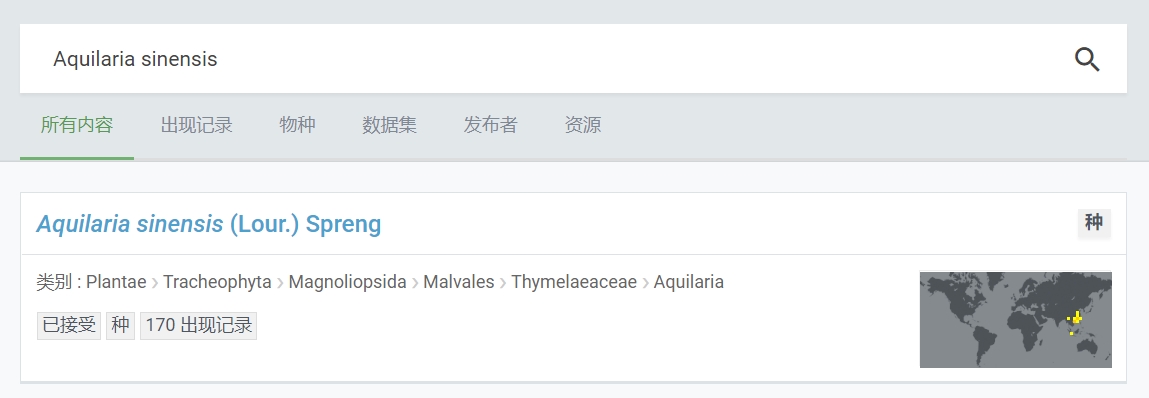 Aquilaria sinensis
所有内容 出现记录 物种 数据集 发布者 资源
Aquilaria sinensis (Lour.) Spreng 种
类别 : Plantae › Tracheophyta › Magnoliopsida › Malvales › Thymelaeaceae › Aquilaria
已接受 种 170 出现记录